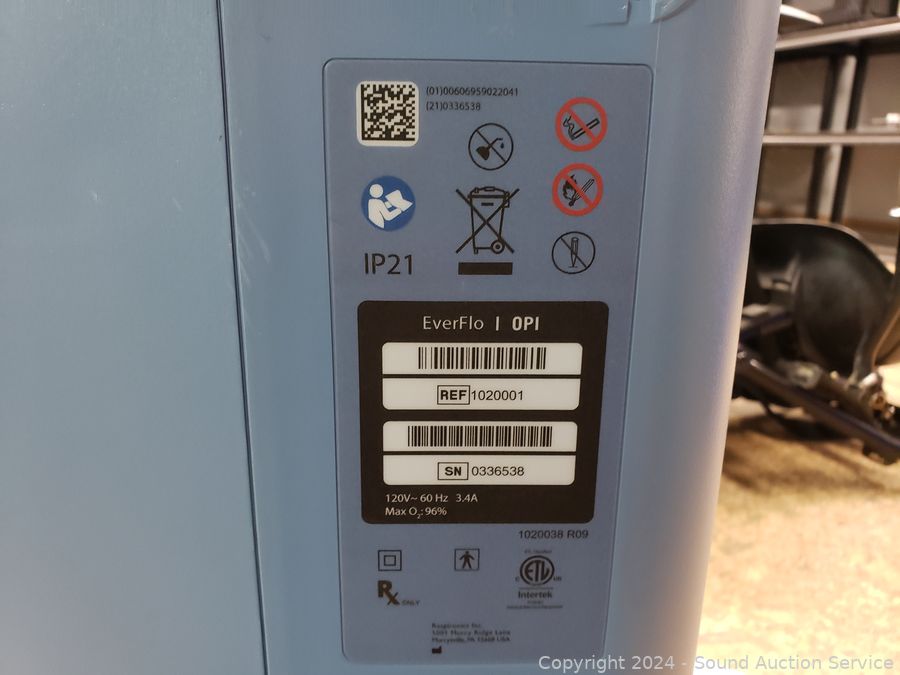 (01)00606959022041
(21)0336538
IP21
EverFlo | OPI
REF 1020001
SN 0336538
120V~ 60 Hz 3.4A
Max O2: 96%
1020038 R09
Rx ONLY
ETL
C US
Intertek
Respironics Inc.
1001 Murry Ridge Lane
Murrysville, PA 15668 USA
Copyright 2024 - Sound Auction Service